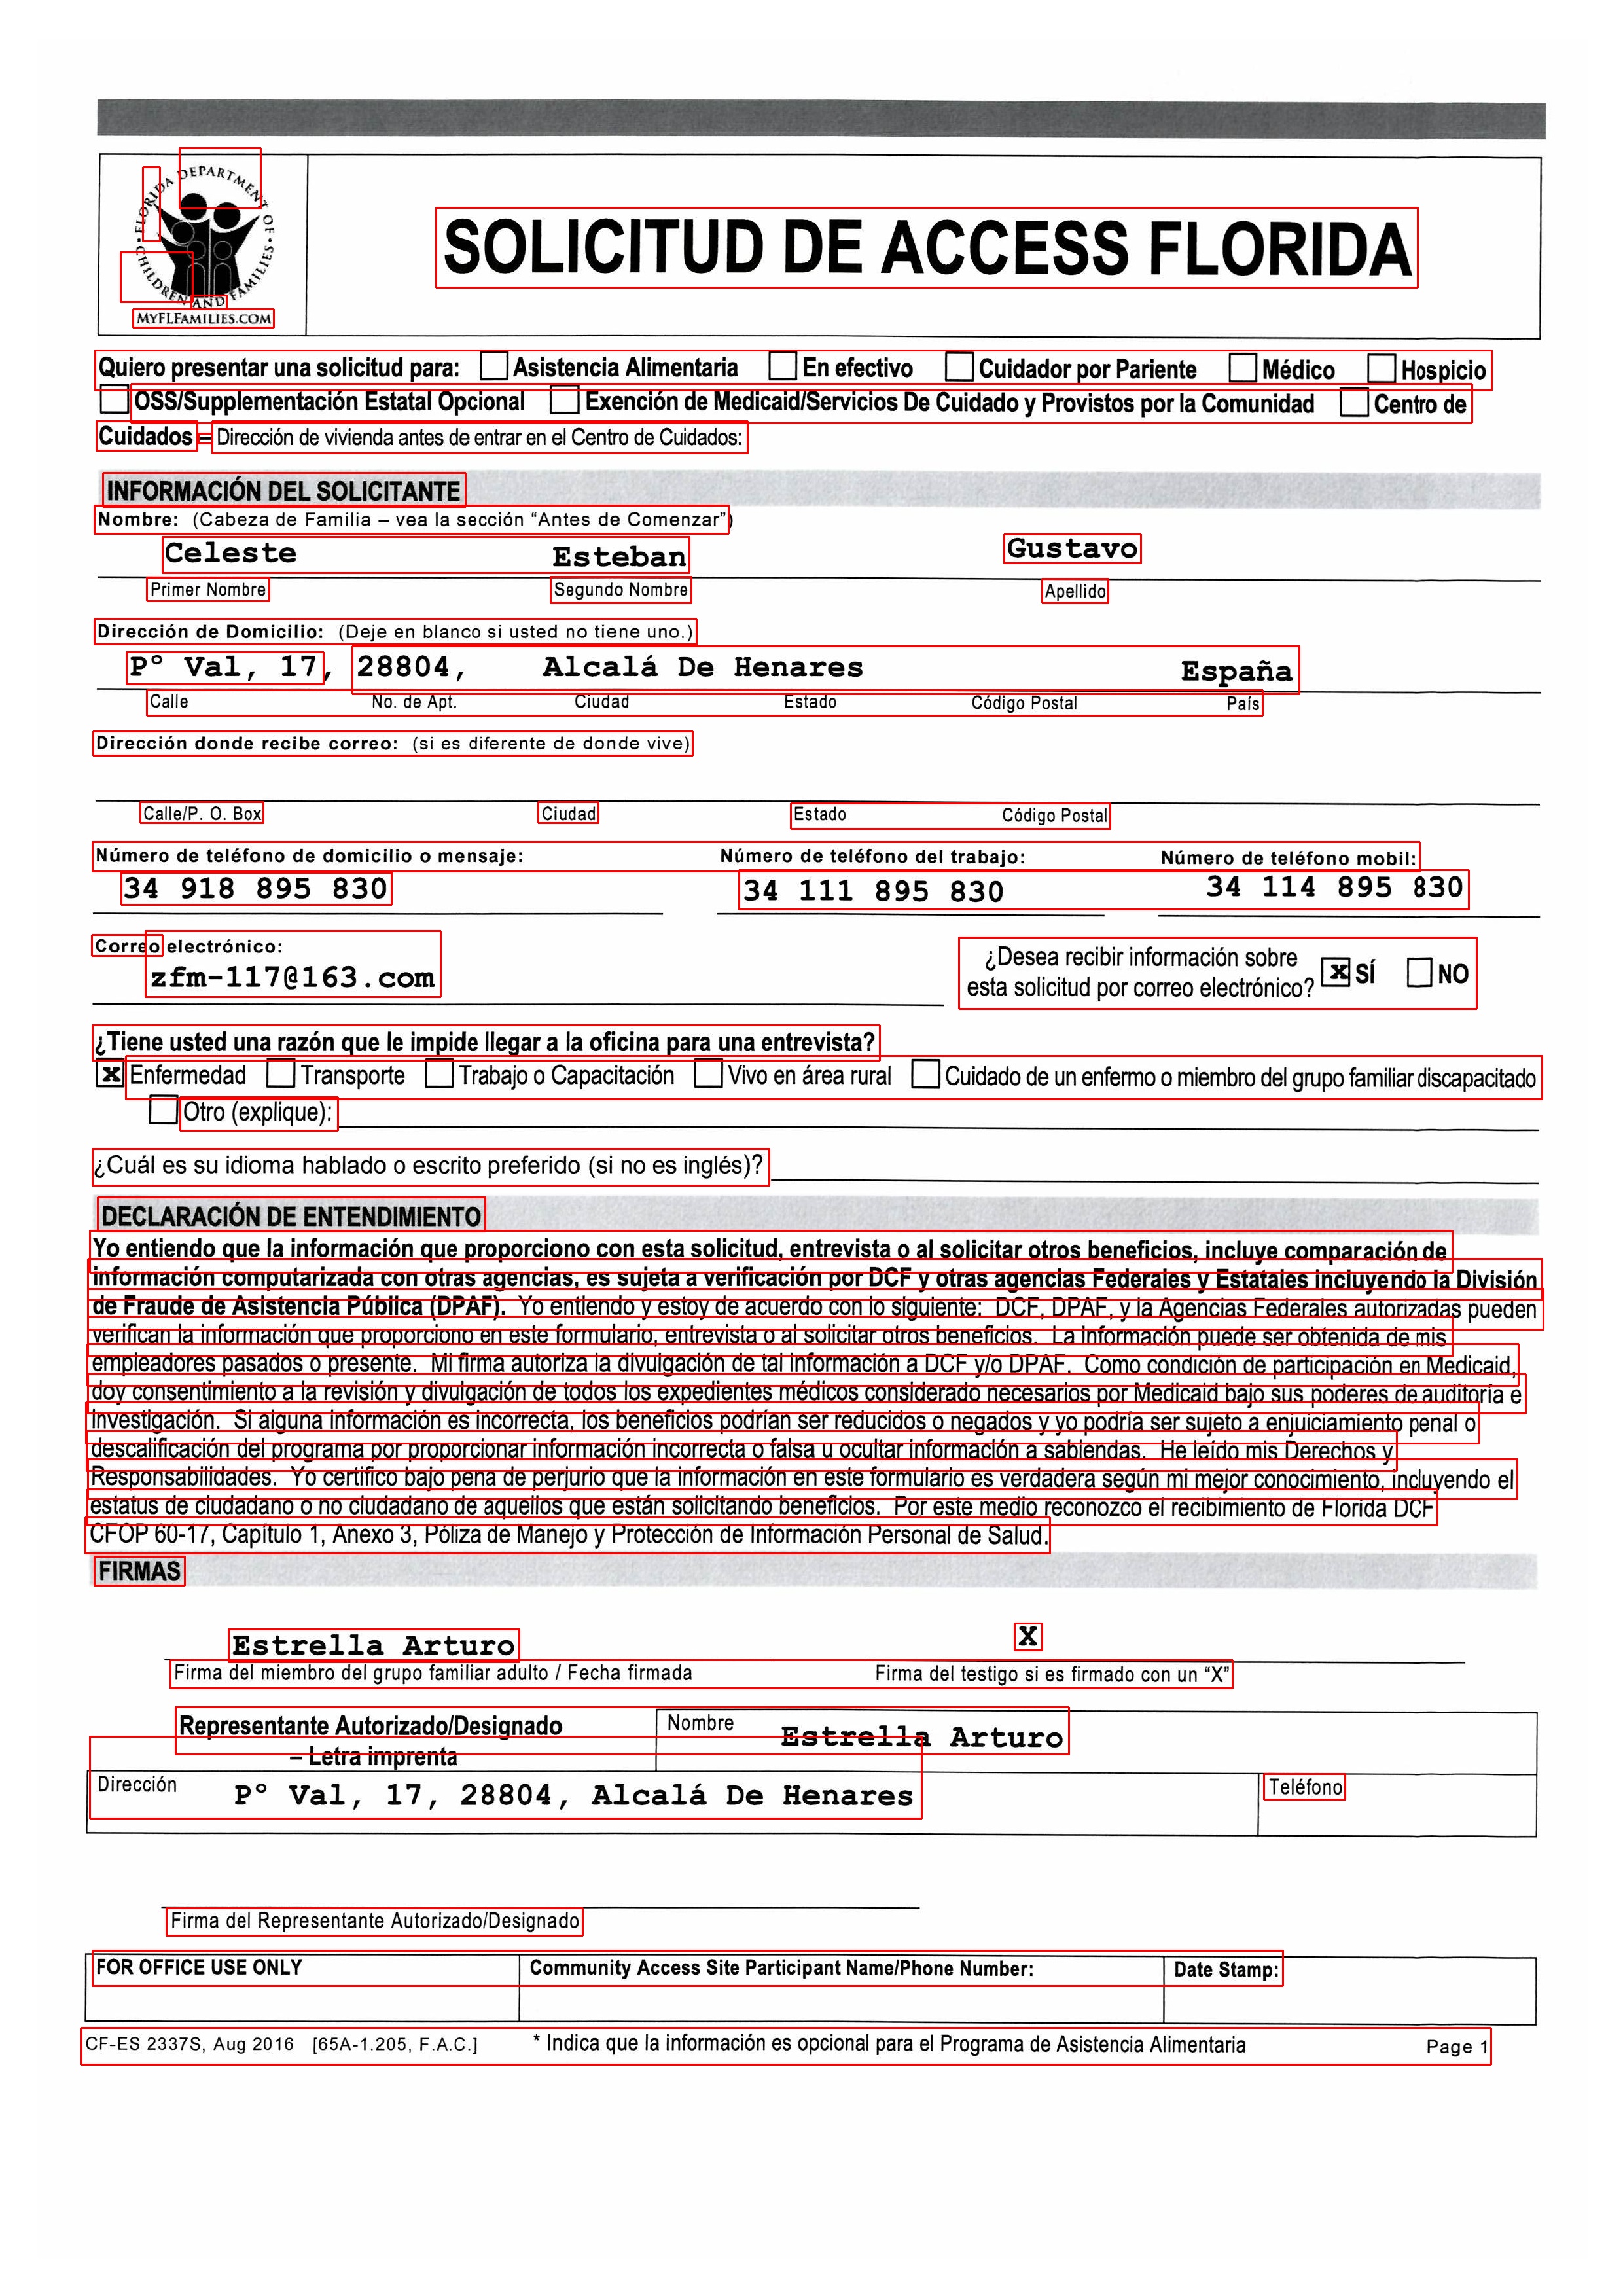 FLORIDA DEPARTMENT OF
CHILDREN AND FAMILIES
MYFLFAMILIES.COM
SOLICITUD DE ACCESS FLORIDA
Quiero presentar una solicitud para: Asistencia Alimentaria En efectivo Cuidador por Pariente Médico Hospicio
OSS/Supplementación Estatal Opcional Exención de Medicaid/Servicios De Cuidado y Provistos por la Comunidad Centro de
Cuidados – Dirección de vivienda antes de entrar en el Centro de Cuidados:
INFORMACIÓN DEL SOLICITANTE
Nombre: (Cabeza de Familia – vea la sección “Antes de Comenzar”)
Celeste Esteban Gustavo
Primer Nombre Segundo Nombre Apellido
Dirección de Domicilio: (Deje en blanco si usted no tiene uno.)
Pº Val, 17, 28804, Alcalá De Henares España
Calle No. de Apt. Ciudad Estado Código Postal País
Dirección donde recibe correo: (si es diferente de donde vive)
Calle/P. O. Box Ciudad Estado Código Postal
Número de teléfono de domicilio o mensaje: Número de teléfono del trabajo: Número de teléfono mobil:
34 918 895 830 34 111 895 830 34 114 895 830
Correo electrónico:
zfm-117@163.com
¿Desea recibir información sobre
esta solicitud por correo electrónico? x SÍ NO
¿Tiene usted una razón que le impide llegar a la oficina para una entrevista?
x Enfermedad Transporte Trabajo o Capacitación Vivo en área rural Cuidado de un enfermo o miembro del grupo familiar discapacitado
Otro (explique):
¿Cuál es su idioma hablado o escrito preferido (si no es inglés)?
DECLARACIÓN DE ENTENDIMIENTO
Yo entiendo que la información que proporciono con esta solicitud, entrevista o al solicitar otros beneficios, incluye comparación de
información computarizada con otras agencias, es sujeta a verificación por DCF y otras agencias Federales y Estatales incluyendo la División
de Fraude de Asistencia Pública (DPAF). Yo entiendo y estoy de acuerdo con lo siguiente: DCF, DPAF, y la Agencias Federales autorizadas pueden
verifican la información que proporciono en este formulario, entrevista o al solicitar otros beneficios. La información puede ser obtenida de mis
empleadores pasados o presente. Mi firma autoriza la divulgación de tal información a DCF y/o DPAF. Como condición de participación en Medicaid,
doy consentimiento a la revisión y divulgación de todos los expedientes médicos considerado necesarios por Medicaid bajo sus poderes de auditoría e
investigación. Si alguna información es incorrecta, los beneficios podrían ser reducidos o negados y yo podría ser sujeto a enjuiciamiento penal o
descalificación del programa por proporcionar información incorrecta o falsa u ocultar información a sabiendas. He leído mis Derechos y
Responsabilidades. Yo certifico bajo pena de perjurio que la información en este formulario es verdadera según mi mejor conocimiento, incluyendo el
estatus de ciudadano o no ciudadano de aquellos que están solicitando beneficios. Por este medio reconozco el recibimiento de Florida DCF
CFOP 60-17, Capítulo 1, Anexo 3, Póliza de Manejo y Protección de Información Personal de Salud.
FIRMAS
Estrella Arturo X
Firma del miembro del grupo familiar adulto / Fecha firmada Firma del testigo si es firmado con un “X”
Representante Autorizado/Designado Nombre Estrella Arturo
– Letra imprenta
Dirección Pº Val, 17, 28804, Alcalá De Henares Teléfono
Firma del Representante Autorizado/Designado
FOR OFFICE USE ONLY Community Access Site Participant Name/Phone Number: Date Stamp:
CF-ES 2337S, Aug 2016 [65A-1.205, F.A.C.] * Indica que la información es opcional para el Programa de Asistencia Alimentaria Page 1